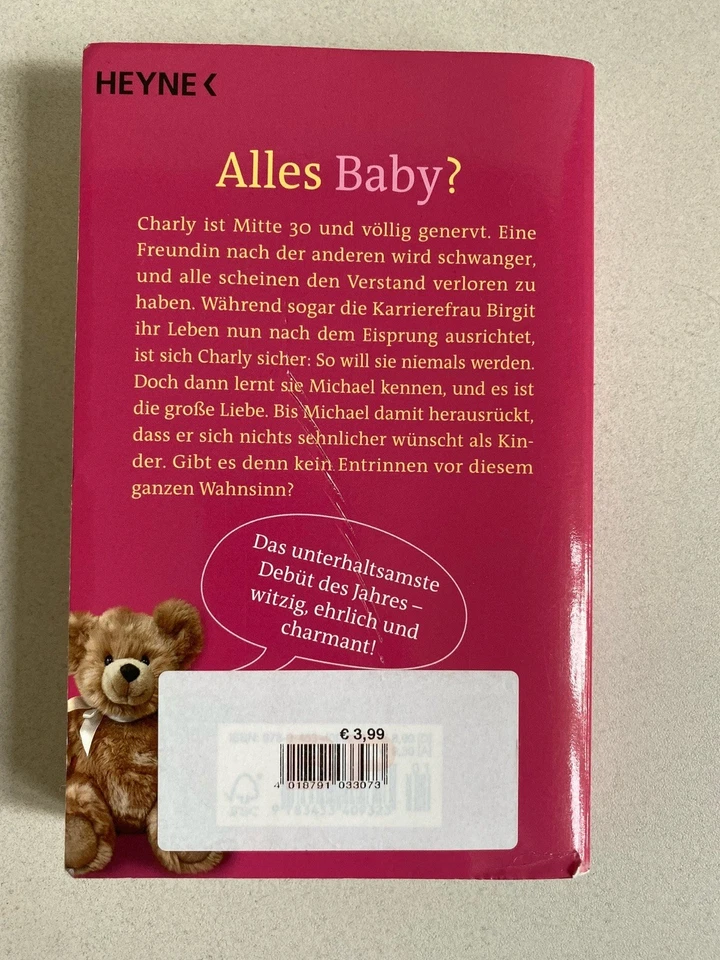 HEYNE
Alles Baby?
Charly ist Mitte 30 und völlig genervt. Eine
Freundin nach der anderen wird schwanger,
und alle scheinen den Verstand verloren zu
haben. Während sogar die Karrierefrau Birgit
ihr Leben nun nach dem Eisprung ausrichtet,
ist sich Charly sicher: So will sie niemals werden.
Doch dann lernt sie Michael kennen, und es ist
die große Liebe. Bis Michael damit herausrückt,
dass er sich nichts sehnlicher wünscht als Kin-
der. Gibt es denn kein Entrinnen vor diesem
ganzen Wahnsinn?
Das unterhaltsamste
Debüt des Jahres –
witzig, ehrlich und
charmant!
€ 3,99
4 018791 033073